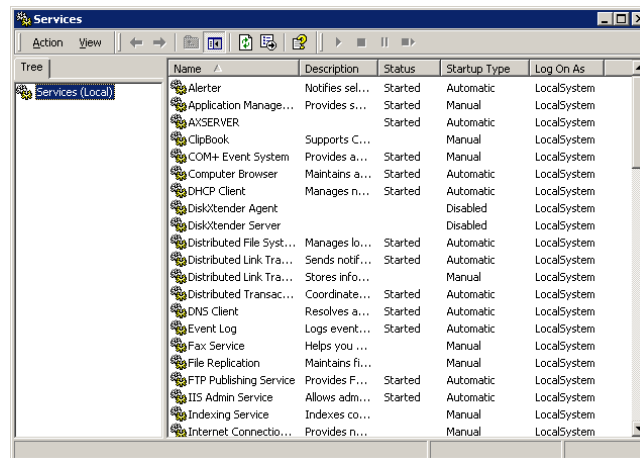 Services
Action View
Tree
Name Description Status Startup Type Log On As
Services (Local)
Alerter Notifies sel... Started Automatic LocalSystem
Application Manage... Provides s... Started Manual LocalSystem
AXSERVER Started Automatic LocalSystem
ClipBook Supports C... Manual LocalSystem
COM+ Event System Provides a... Started Manual LocalSystem
Computer Browser Maintains a... Started Automatic LocalSystem
DHCP Client Manages n... Started Automatic LocalSystem
DiskXtender Agent Disabled LocalSystem
DiskXtender Server Disabled LocalSystem
Distributed File Syst... Manages lo... Started Automatic LocalSystem
Distributed Link Tra... Sends notif... Started Automatic LocalSystem
Distributed Link Tra... Stores info... Manual LocalSystem
Distributed Transac... Coordinate... Started Automatic LocalSystem
DNS Client Resolves a... Started Automatic LocalSystem
Event Log Logs event... Started Automatic LocalSystem
Fax Service Helps you ... Manual LocalSystem
File Replication Maintains fi... Manual LocalSystem
FTP Publishing Service Provides F... Started Automatic LocalSystem
IIS Admin Service Allows adm... Started Automatic LocalSystem
Indexing Service Indexes co... Manual LocalSystem
Internet Connectio... Provides n... Manual LocalSystem